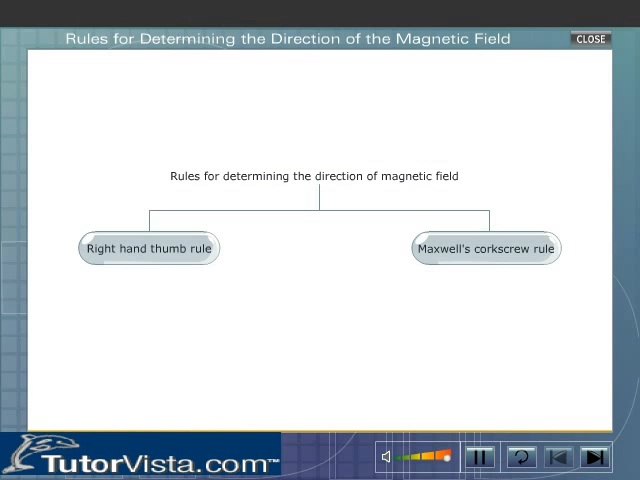 Rules for Determining the Direction of the Magnetic Field
CLOSE
Rules for determining the direction of magnetic field
Right hand thumb rule
Maxwell's corkscrew rule
TutorVista.com™